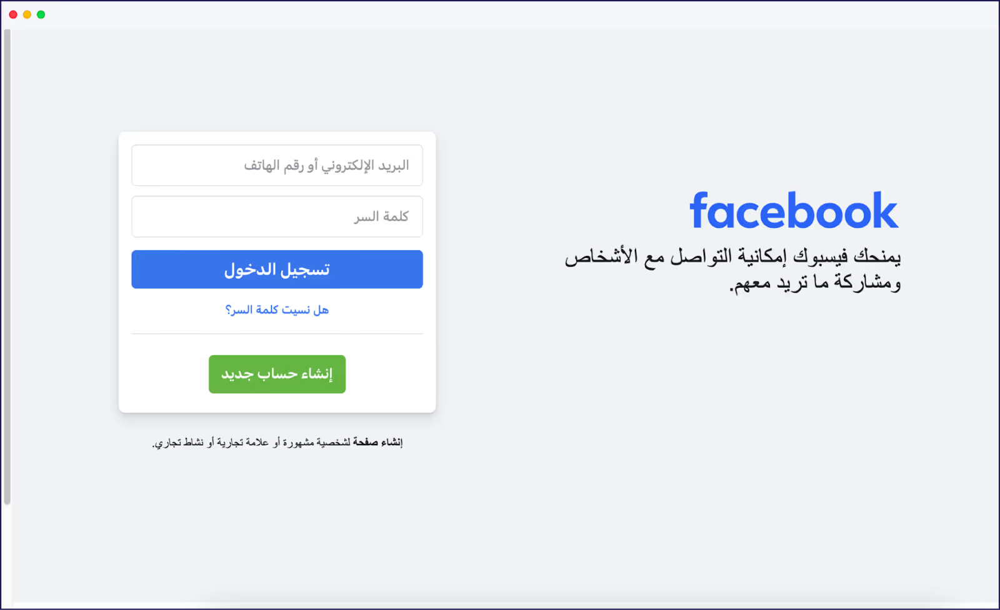 facebook
يمنحك فيسبوك إمكانية التواصل مع الأشخاص
ومشاركة ما تريد معهم.
البريد الإلكتروني أو رقم الهاتف
كلمة السر
تسجيل الدخول
هل نسيت كلمة السر؟
إنشاء حساب جديد
إنشاء صفحة لشخصية مشهورة أو علامة تجارية أو نشاط تجاري.